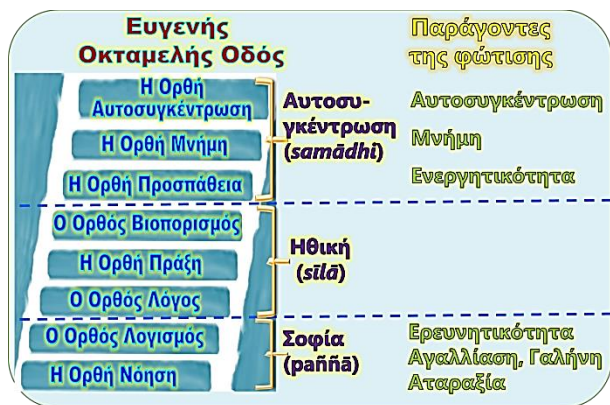 Ευγενής
Οκταμελής Οδός
Παράγοντες
της φώτισης
Η Ορθή
Αυτοσυγκέντρωση
Η Ορθή Μνήμη
Η Ορθή Προσπάθεια
Αυτοσυ-
γκέντρωση
(samādhi)
Αυτοσυγκέντρωση
Μνήμη
Ενεργητικότητα
Ο Ορθός Βιοπορισμός
Η Ορθή Πράξη
Ο Ορθός Λόγος
Ηθική
(sīlā)
Ο Ορθός Λογισμός
Η Ορθή Νόηση
Σοφία
(paññā)
Ερευνητικότητα
Αγαλλίαση, Γαλήνη
Αταραξία